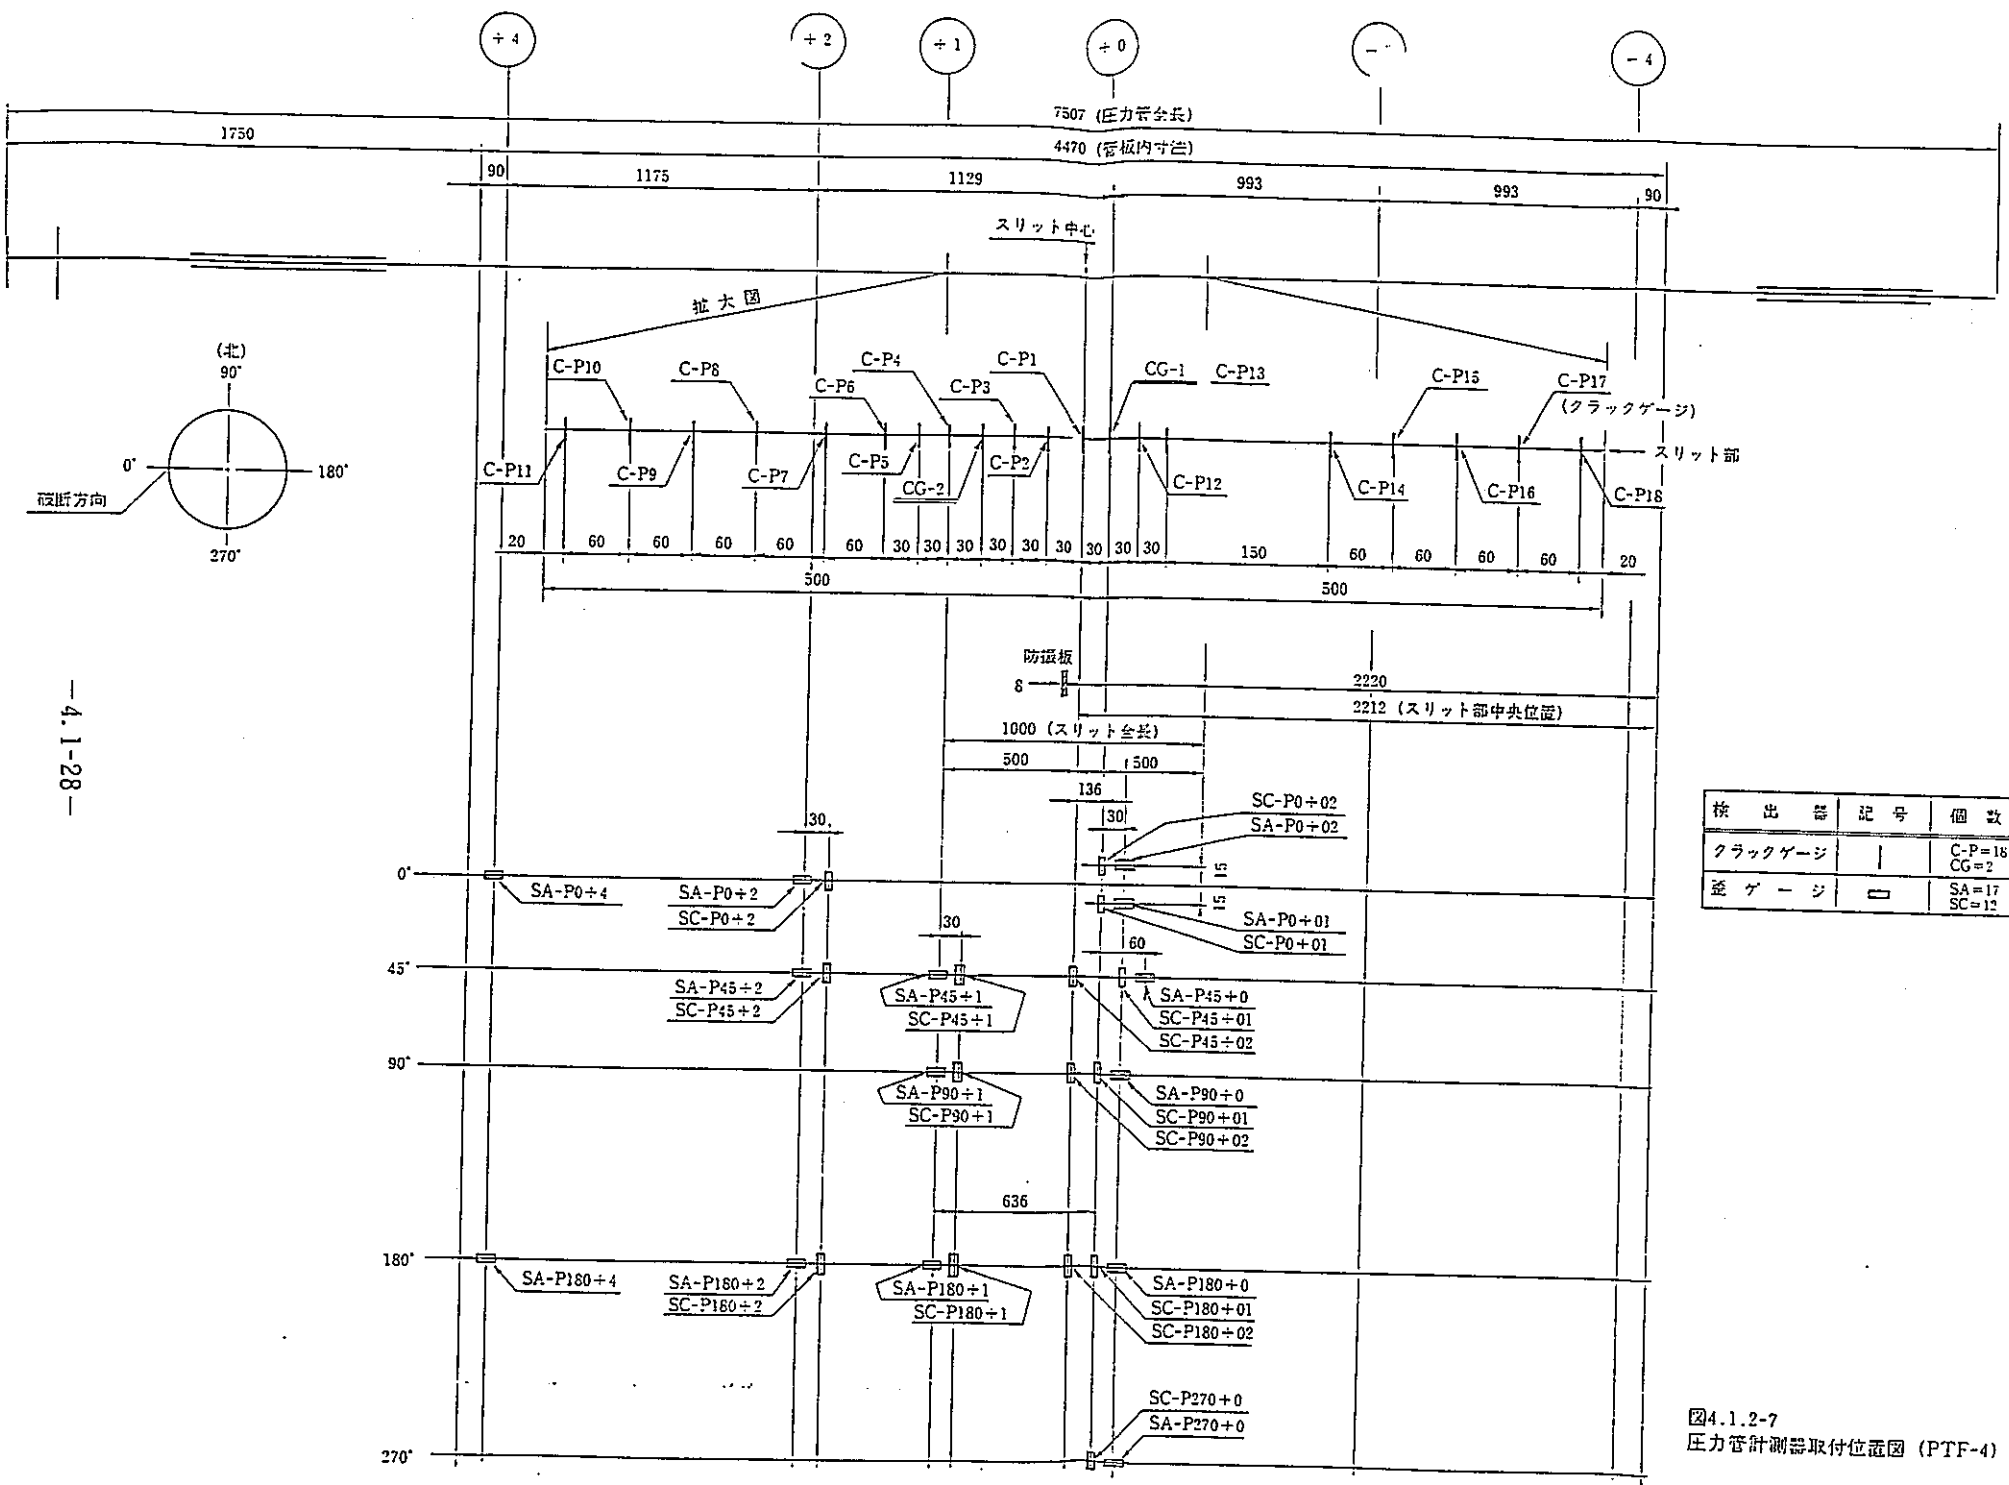 +4
+2
+1
+0
-4
7507 (圧力管全長)
1750
4470 (管板内寸法)
90
1175
1129
993
993
90
スリット中心
拡大図
(北)
90°
0°
180°
270°
破断方向
C-P10
C-P8
C-P6
C-P4
C-P3
C-P1
CG-1
C-P13
C-P15
C-P17
(クラックゲージ)
スリット部
C-P11
C-P9
C-P7
C-P5
CG-2
C-P2
C-P12
C-P14
C-P16
C-P18
20
60
60
60
60
60
30
30
30
30
30
30
30
30
30
150
60
60
60
60
20
500
500
防振板
8
2220
2212 (スリット部中央位置)
1000 (スリット全長)
500
500
136
30
30
SC-P0+02
SA-P0+02
15
0°
SA-P0+4
SA-P0+2
SC-P0+2
15
SA-P0+01
SC-P0+01
30
60
45°
SA-P45+2
SC-P45+2
SA-P45+1
SC-P45+1
SA-P45+0
SC-P45+01
SC-P45+02
90°
SA-P90+1
SC-P90+1
SA-P90+0
SC-P90+01
SC-P90+02
636
180°
SA-P180+4
SA-P180+2
SC-P180+2
SA-P180+1
SC-P180+1
SA-P180+0
SC-P180+01
SC-P180+02
SC-P270+0
SA-P270+0
270°
検出器 記号 個数
クラックゲージ C-P=18
CG=2
歪ゲージ SA=17
SC=12
図4.1.2-7
圧力管計測器取付位置図 (PTF-4)
-4.1-28-